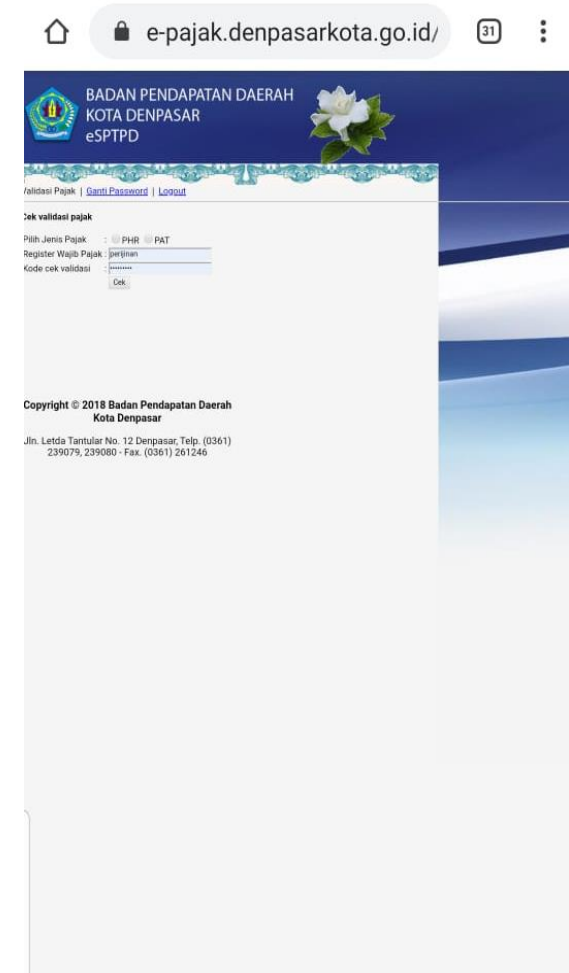 e-pajak.denpasarkota.go.id/
31
BADAN PENDAPATAN DAERAH
KOTA DENPASAR
eSPTPD
Validasi Pajak | Ganti Password | Logout
Cek validasi pajak
Pilih Jenis Pajak : PHR PAT
Register Wajib Pajak : perijinan
Kode cek validasi : •••••••••
Cek
Copyright © 2018 Badan Pendapatan Daerah
Kota Denpasar
Jln. Letda Tantular No. 12 Denpasar, Telp. (0361)
239079, 239080 - Fax. (0361) 261246